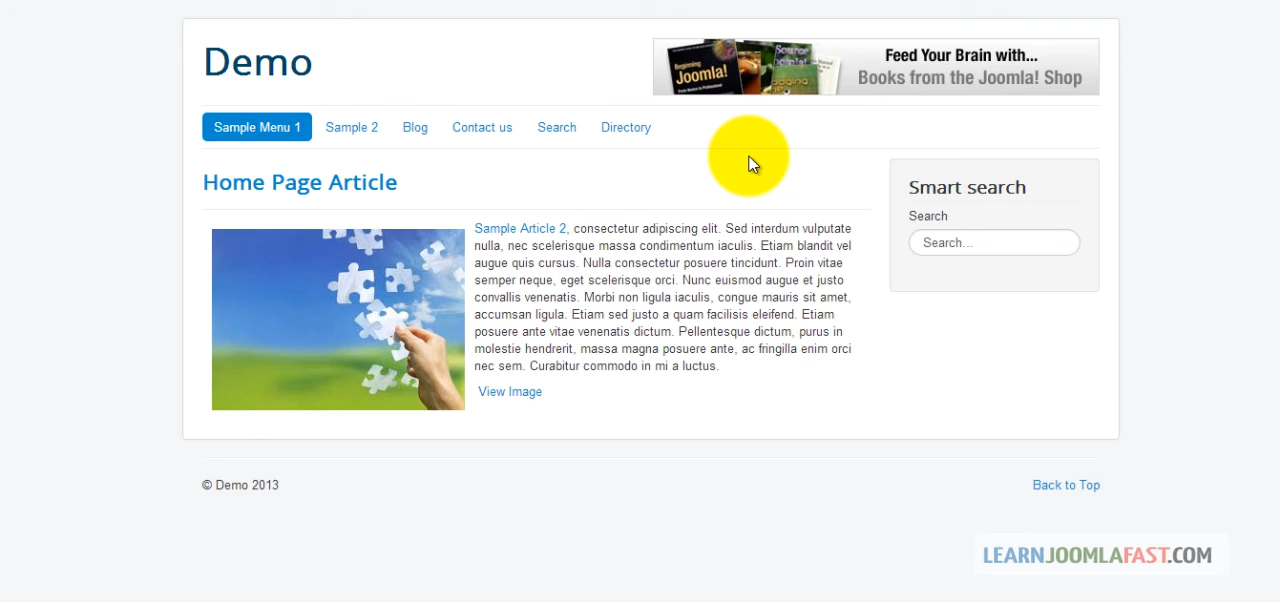 Demo
Beginning
Joomla!
Source
Joomla!
Feed Your Brain with...
Books from the Joomla! Shop
Sample Menu 1
Sample 2
Blog
Contact us
Search
Directory
Home Page Article
Sample Article 2, consectetur adipiscing elit. Sed interdum vulputate
nulla, nec scelerisque massa condimentum iaculis. Etiam blandit vel
augue quis cursus. Nulla consectetur posuere tincidunt. Proin vitae
semper neque, eget scelerisque orci. Nunc euismod augue et justo
convallis venenatis. Morbi non ligula iaculis, congue mauris sit amet,
accumsan ligula. Etiam sed justo a quam facilisis eleifend. Etiam
posuere ante vitae venenatis dictum. Pellentesque dictum, purus in
molestie hendrerit, massa magna posuere ante, ac fringilla enim orci
nec sem. Curabitur commodo in mi a luctus.
View Image
Smart search
Search
Search...
© Demo 2013
Back to Top
LEARNJOOMLAFAST.COM